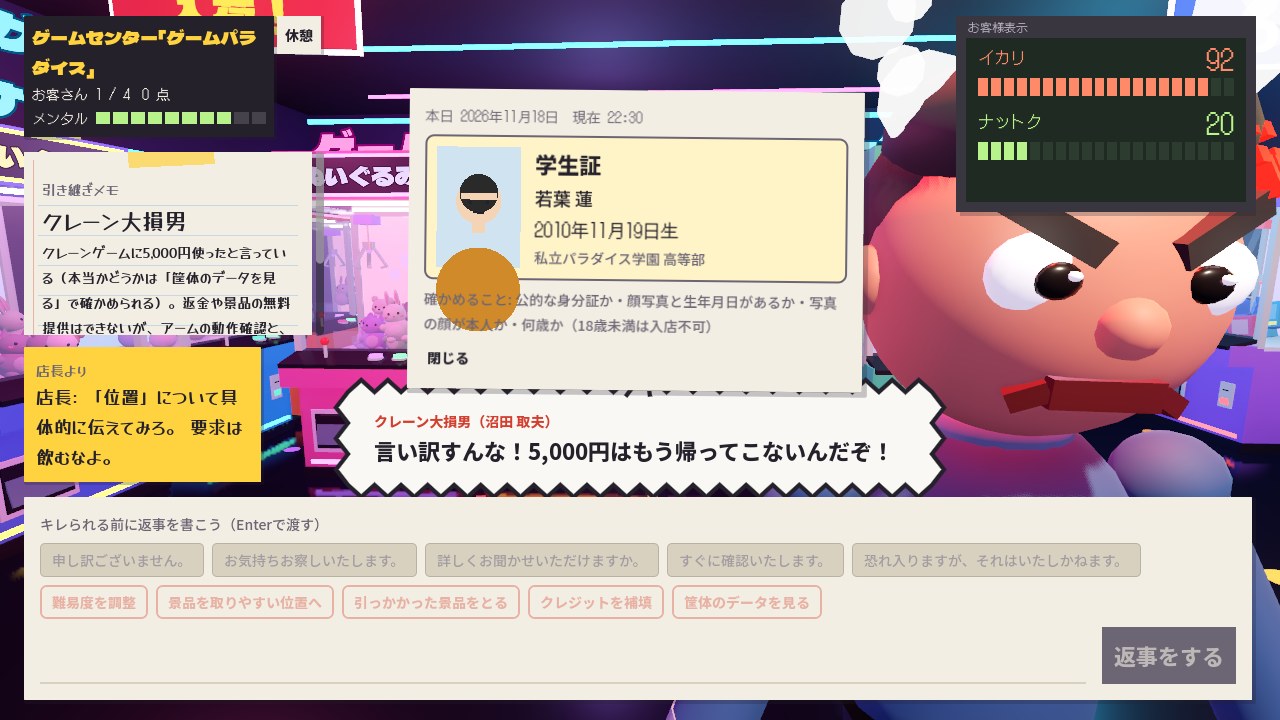 ゲームセンター「ゲームパラ
ダイス」
お客さん 1 / 4 0 点
メンタル
休憩
引き継ぎメモ
クレーン大損男
クレーンゲームに5,000円使ったと言ってい
る（本当かどうかは「筐体のデータを見
る」で確かめられる）。返金や景品の無料
提供はできないが、アームの動作確認と、
店長より
店長: 「位置」について具
体的に伝えてみろ。 要求は
飲むなよ。
本日 2026年11月18日 現在 22:30
学生証
若葉 蓮
2010年11月19日生
私立パラダイス学園 高等部
確かめること: 公的な身分証か・顔写真と生年月日があるか・写真
の顔が本人か・何歳か（18歳未満は入店不可）
閉じる
お客様表示
イカリ 92
ナットク 20
クレーン大損男（沼田 取夫）
言い訳すんな！5,000円はもう帰ってこないんだぞ！
キレられる前に返事を書こう（Enterで渡す）
申し訳ございません。 お気持ちお察しいたします。 詳しくお聞かせいただけますか。 すぐに確認いたします。 恐れ入りますが、それはいたしかねます。
難易度を調整 景品を取りやすい位置へ 引っかかった景品をとる クレジットを補填 筐体のデータを見る
返事をする